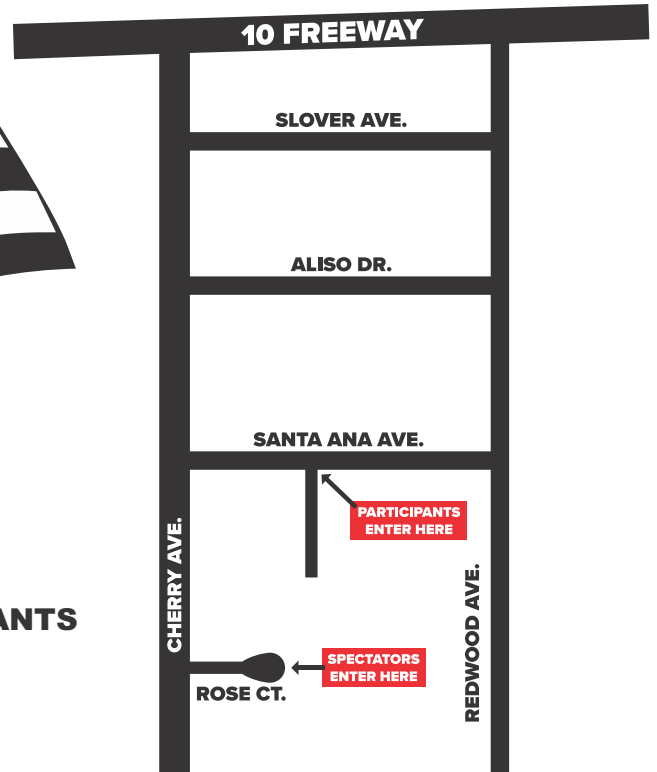 10 FREEWAY
SLOVER AVE.
ALISO DR.
SANTA ANA AVE.
PARTICIPANTS
ENTER HERE
CHERRY AVE.
REDWOOD AVE.
ANTS
SPECTATORS
ENTER HERE
ROSE CT.